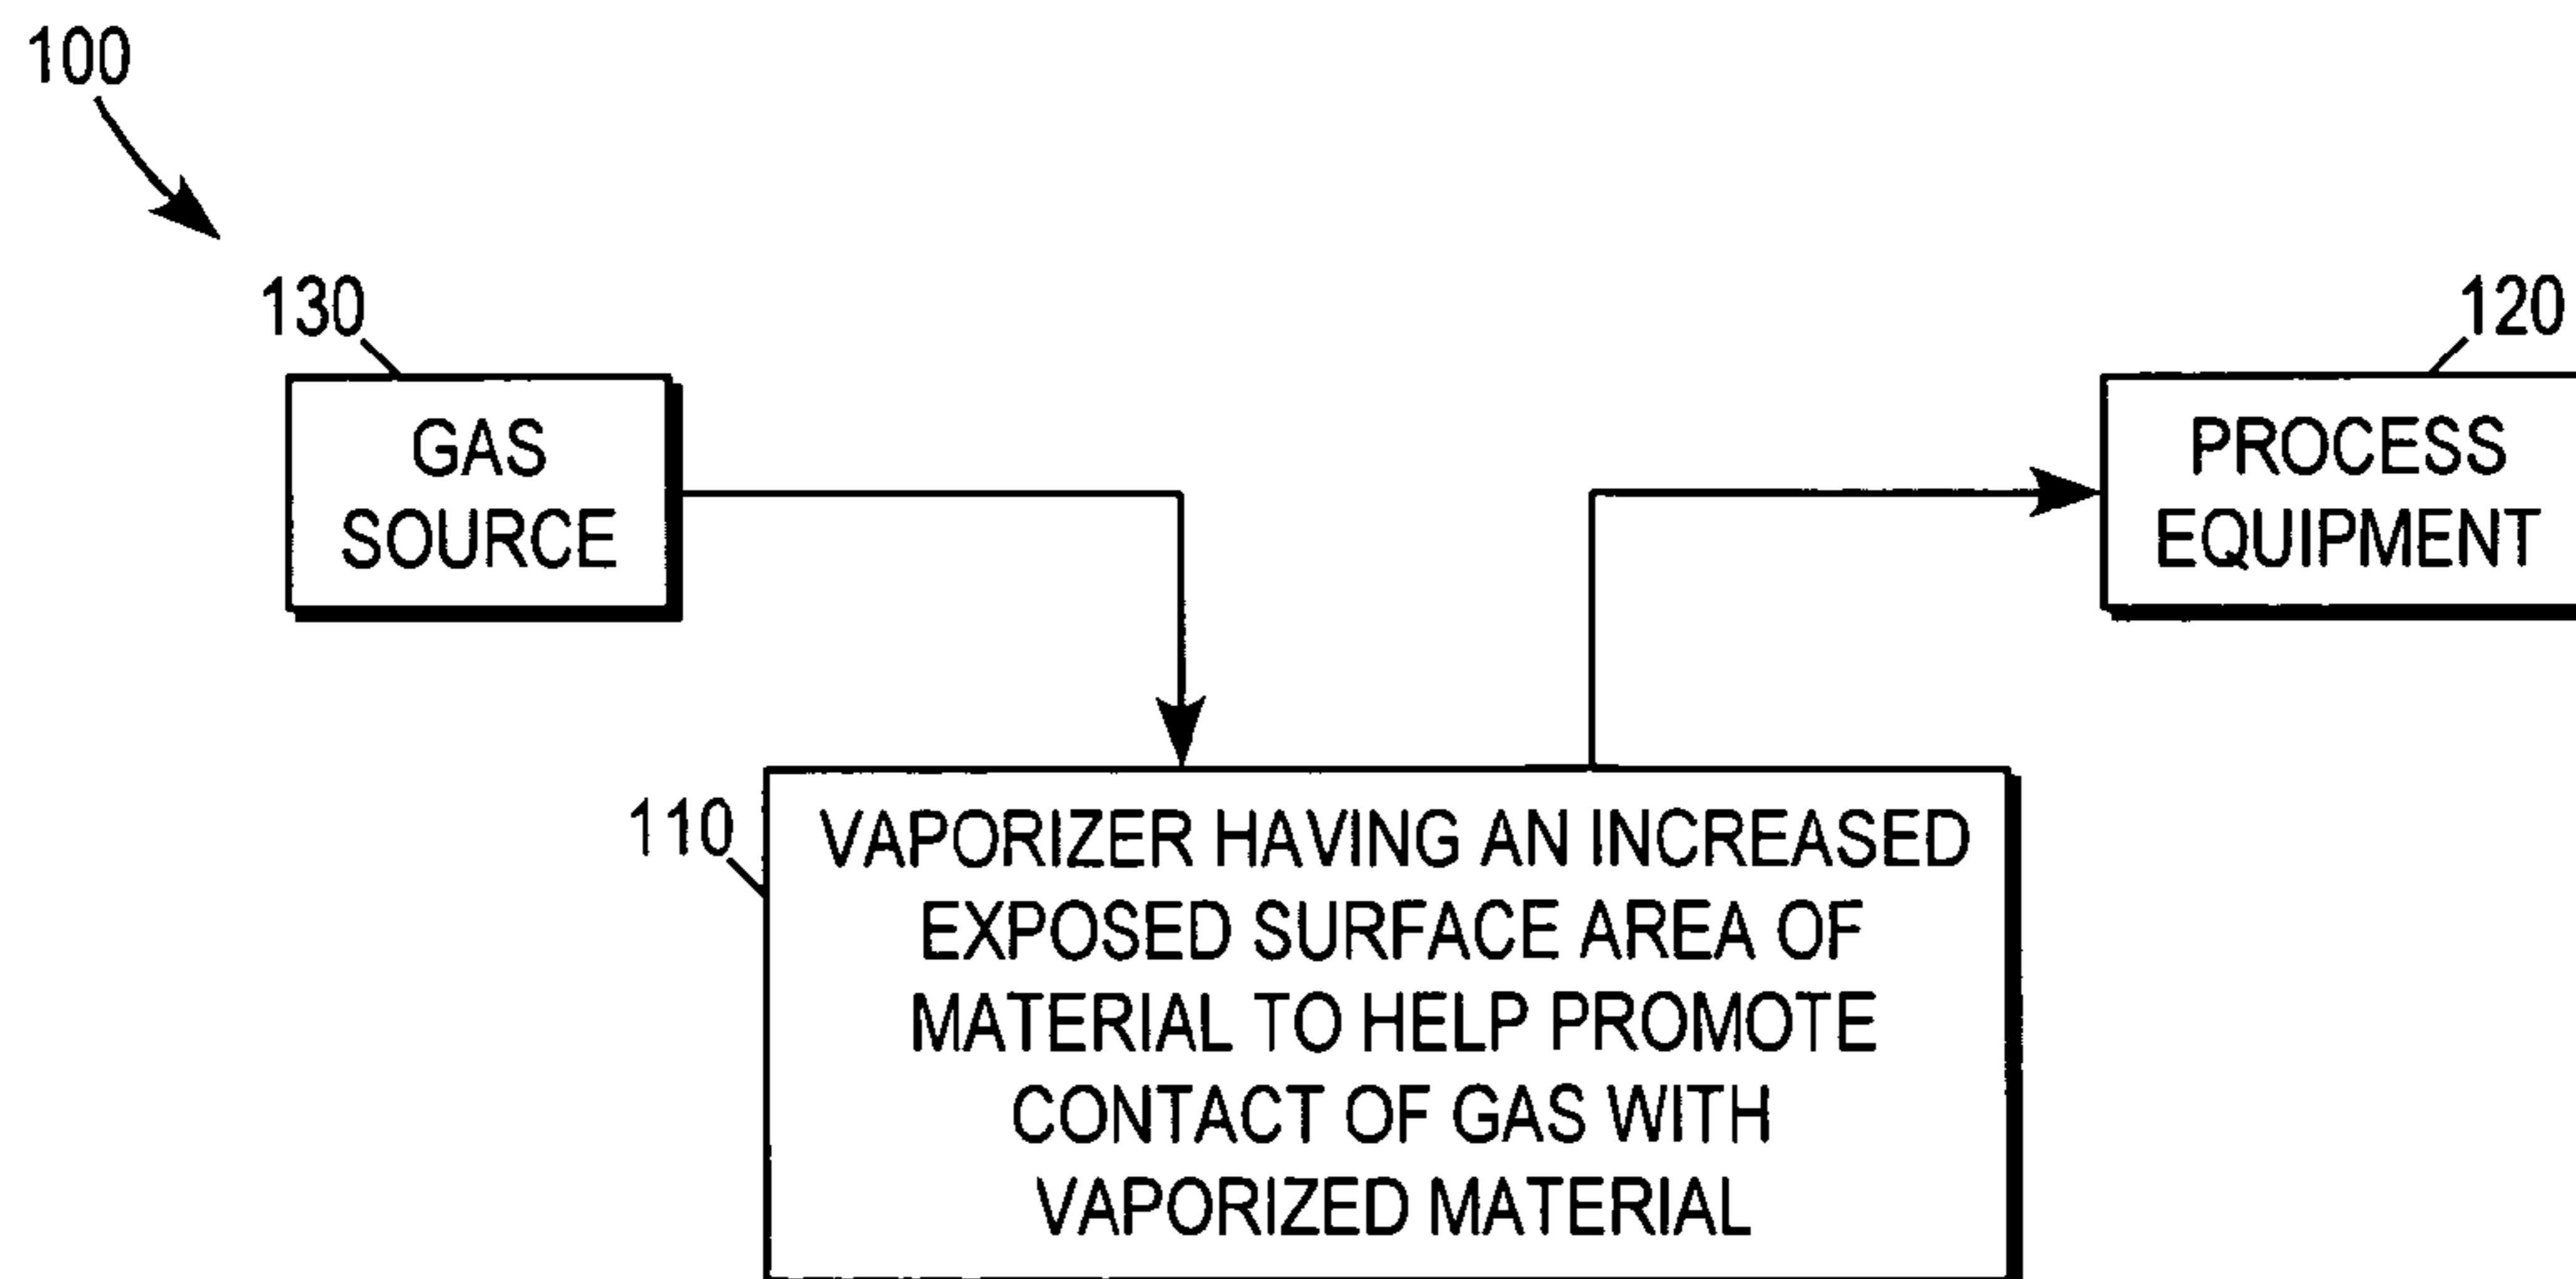 100
130
GAS
SOURCE
120
PROCESS
EQUIPMENT
110
VAPORIZER HAVING AN INCREASED
EXPOSED SURFACE AREA OF
MATERIAL TO HELP PROMOTE
CONTACT OF GAS WITH
VAPORIZED MATERIAL